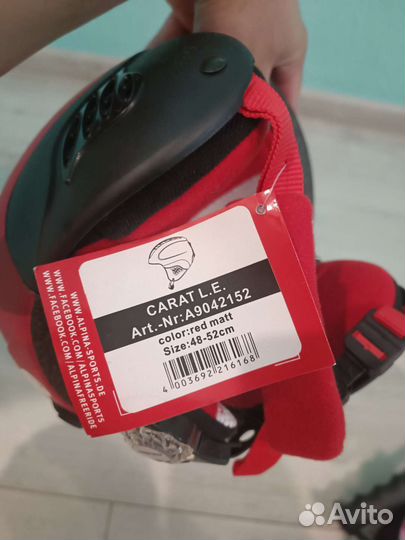 CARAT L.E.
Art.-Nr:A9042152
color:red matt
Size:48-52cm
4 003692 216168
WWW.ALPINA-SPORTS.DE
WWW.FACEBOOK.COM/ALPINASPORTS
WWW.FACEBOOK.COM/ALPINAFREERIDE
Avito